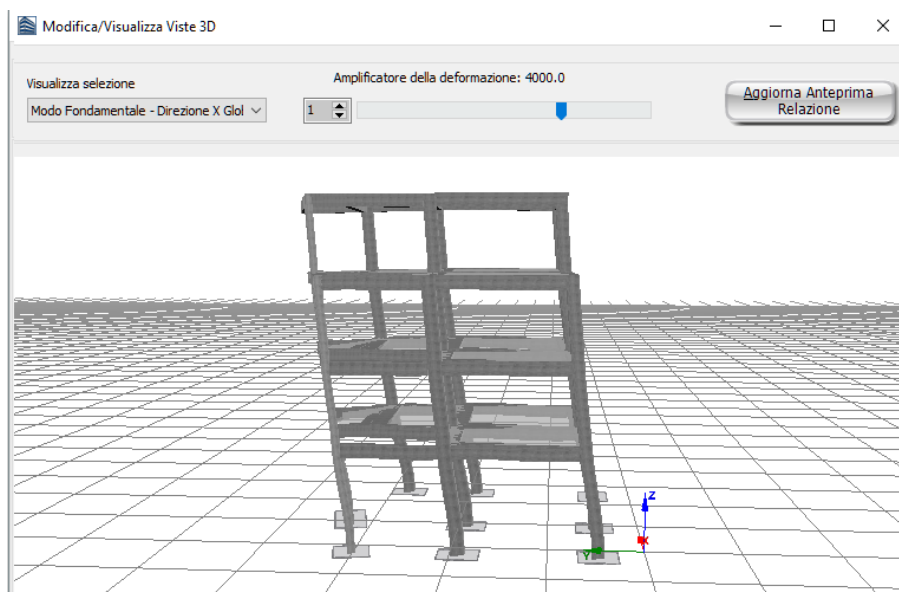 Modifica/Visualizza Viste 3D
Visualizza selezione
Amplificatore della deformazione: 4000.0
Modo Fondamentale - Direzione X Glol
1
Aggiorna Anteprima
Relazione
Z
X
Y